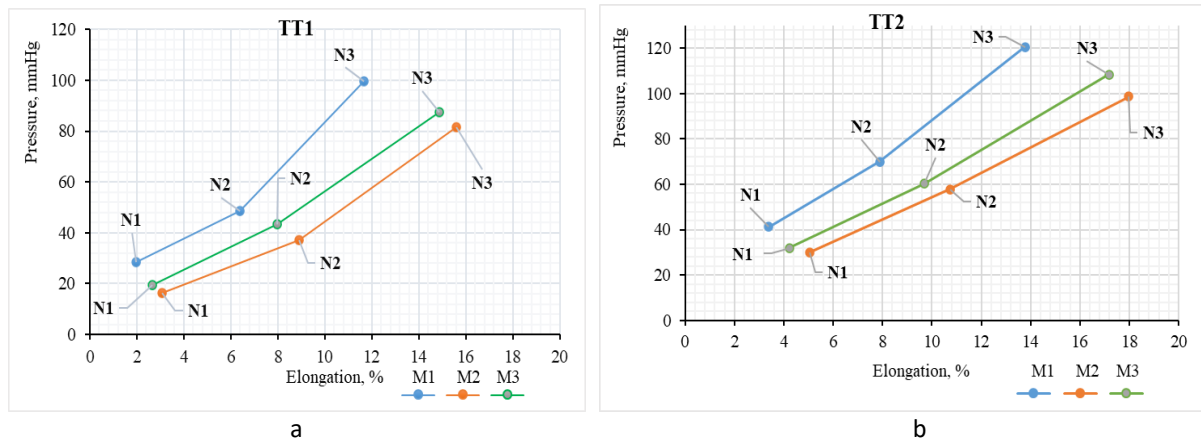 TT1
Pressure, mmHg
120
100
80
60
40
20
0
0 2 4 6 8 10 12 14 16 18 20
N1
N2
N3
N1
N2
N3
N1
N2
N3
Elongation, %
M1 M2 M3
a
TT2
Pressure, mmHg
120
100
80
60
40
20
0
0 2 4 6 8 10 12 14 16 18 20
N1
N2
N3
N1
N2
N3
N1
N2
N3
Elongation, %
M1 M2 M3
b